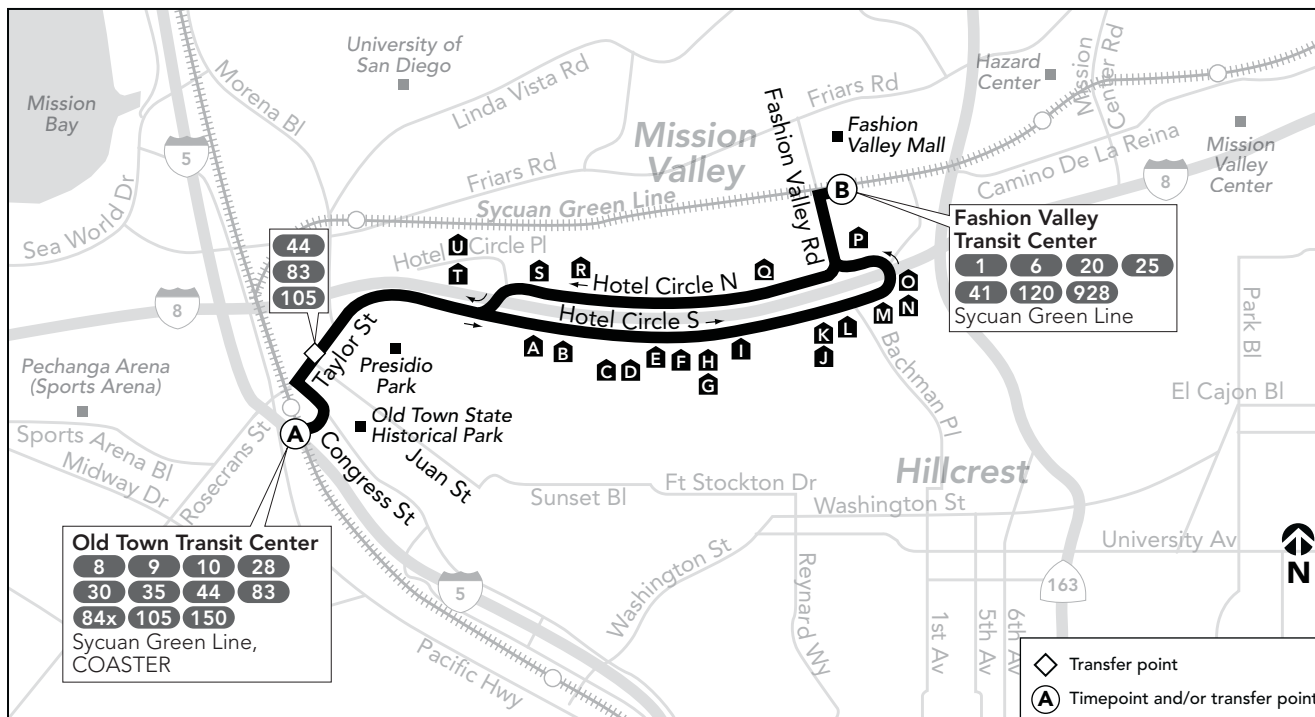 University of
San Diego
Hazard
Center
Mission
Center Rd
Morena Bl
Linda Vista Rd
Friars Rd
Mission
Bay
5
Fashion
Valley Mall
Mission
Valley
Fashion Valley Rd
Camino De La Reina
Mission
Valley
Center
8
Friars Rd
Sycuan Green Line
B
Sea World Dr
44
83
105
U
Hotel Circle Pl
T
S
R
Q
P
O
N
M
Hotel Circle N
Hotel Circle S
Fashion Valley
Transit Center
1 6 20 25
41 120 928
Sycuan Green Line
8
Taylor St
A
B
C
D
E
F
H
G
I
K
J
L
Presidio
Park
Pechanga Arena
(Sports Arena)
Bachman Pl
Park Bl
El Cajon Bl
A
Old Town State
Historical Park
Congress St
Juan St
Sports Arena Bl
Midway Dr
Rosecrans St
Sunset Bl
Ft Stockton Dr
Hillcrest
Washington St
Old Town Transit Center
8 9 10 28
30 35 44 83
84x 105 150
Sycuan Green Line,
COASTER
5
Washington St
Reynard Wy
University Av
163
1st Av
5th Av
6th Av
Pacific Hwy
N
Transfer point
A Timepoint and/or transfer point